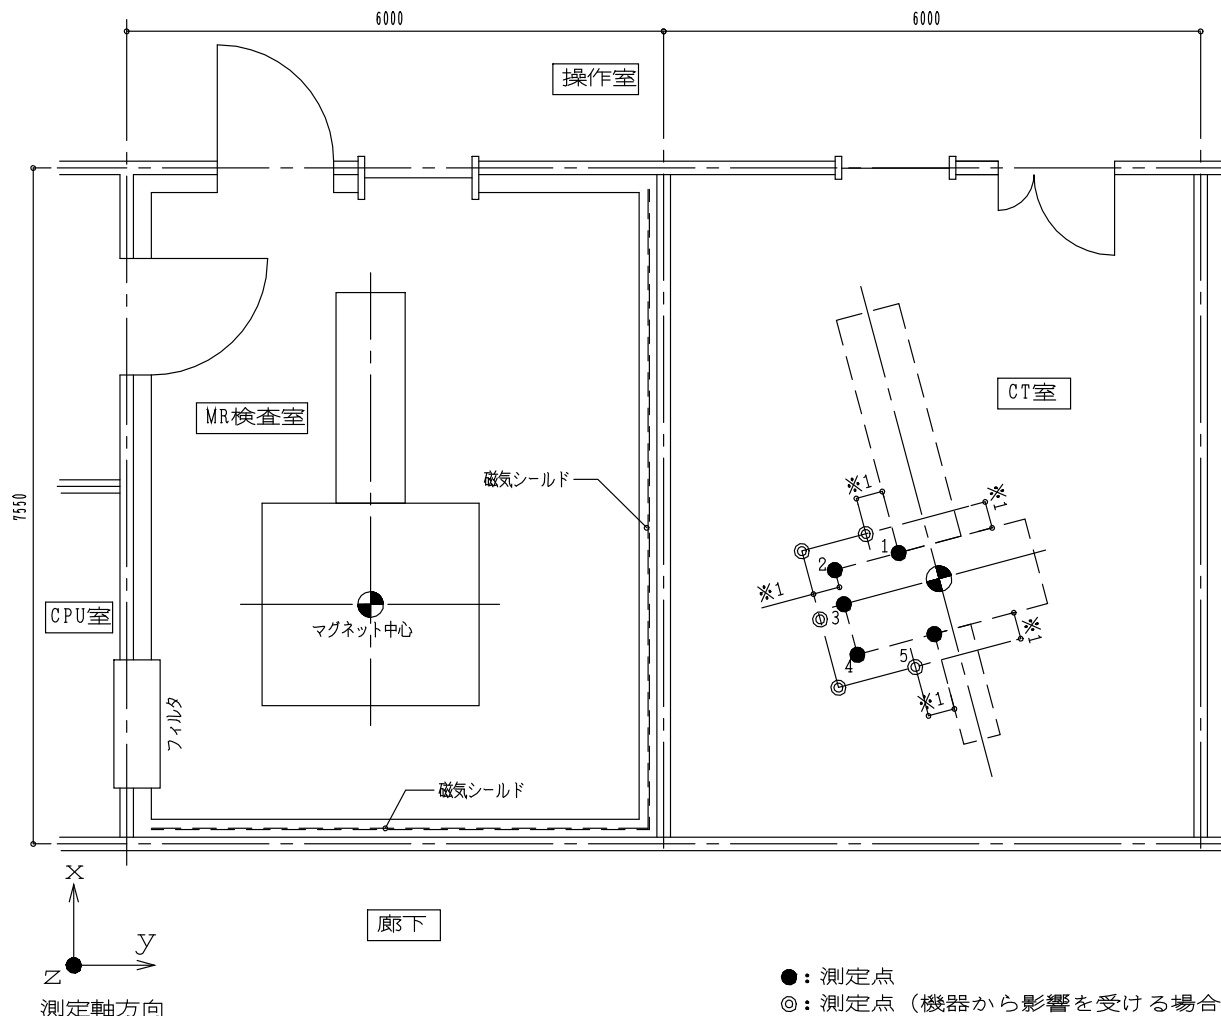 6000
6000
操作室
MR検査室
CT室
磁気シールド
7550
※1
※1
1
2
※1
3
CPU室
マグネット中心
※1
4
5
※1
フィルタ
磁気シールド
x
y
z
廊下
測定軸方向
●：測定点
◎：測定点（機器から影響を受ける場合